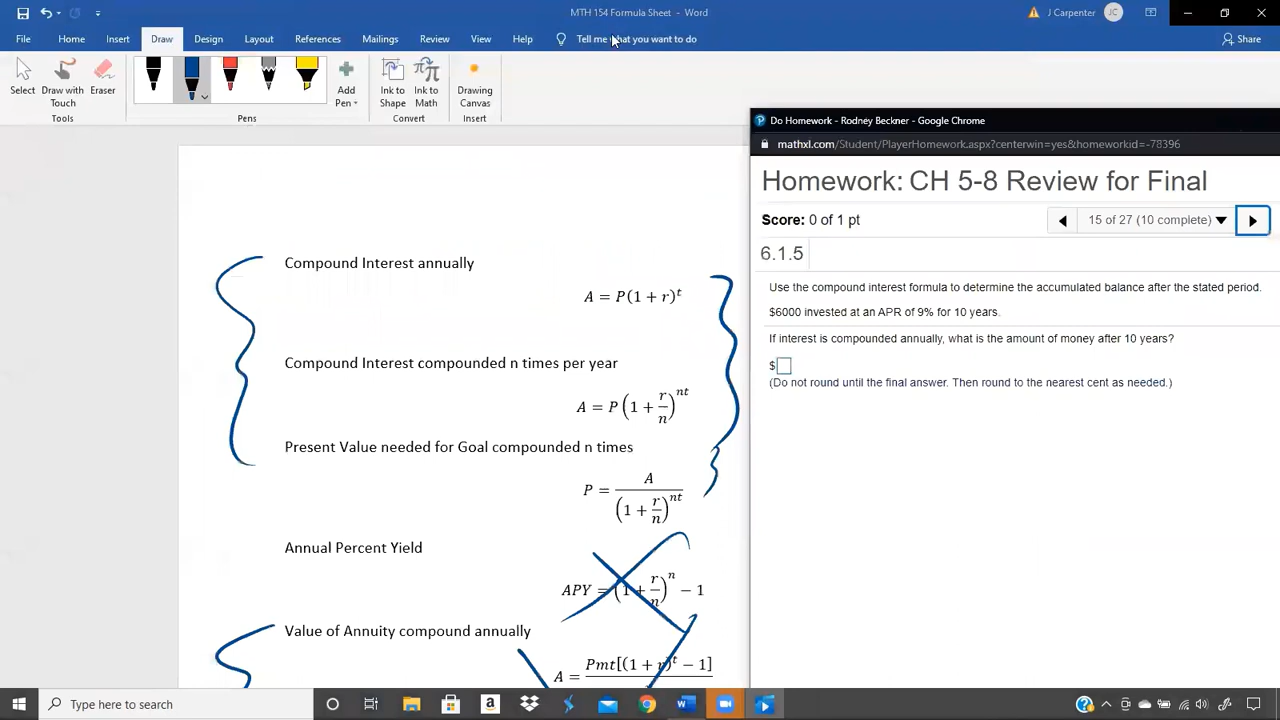 MTH 154 Formula Sheet - Word
J Carpenter JC
File Home Insert Draw Design Layout References Mailings Review View Help Tell me what you want to do Share
Select Draw with Touch Eraser Add Pen Ink to Shape Ink to Math Drawing Canvas
Tools Pens Convert Insert
Do Homework - Rodney Beckner - Google Chrome
mathxl.com/Student/PlayerHomework.aspx?centerwin=yes&homeworkid=-78396
Homework: CH 5-8 Review for Final
Score: 0 of 1 pt
15 of 27 (10 complete)
6.1.5
Use the compound interest formula to determine the accumulated balance after the stated period.
$6000 invested at an APR of 9% for 10 years.
If interest is compounded annually, what is the amount of money after 10 years?
$
(Do not round until the final answer. Then round to the nearest cent as needed.)
Compound Interest annually
A = P(1 + r)^t
Compound Interest compounded n times per year
A = P(1 + r/n)^nt
Present Value needed for Goal compounded n times
P = A/(1 + r/n)^nt
Annual Percent Yield
APY = (1 + r/n)^n − 1
Value of Annuity compound annually
A = Pmt[(1 + r)^t − 1]
Type here to search